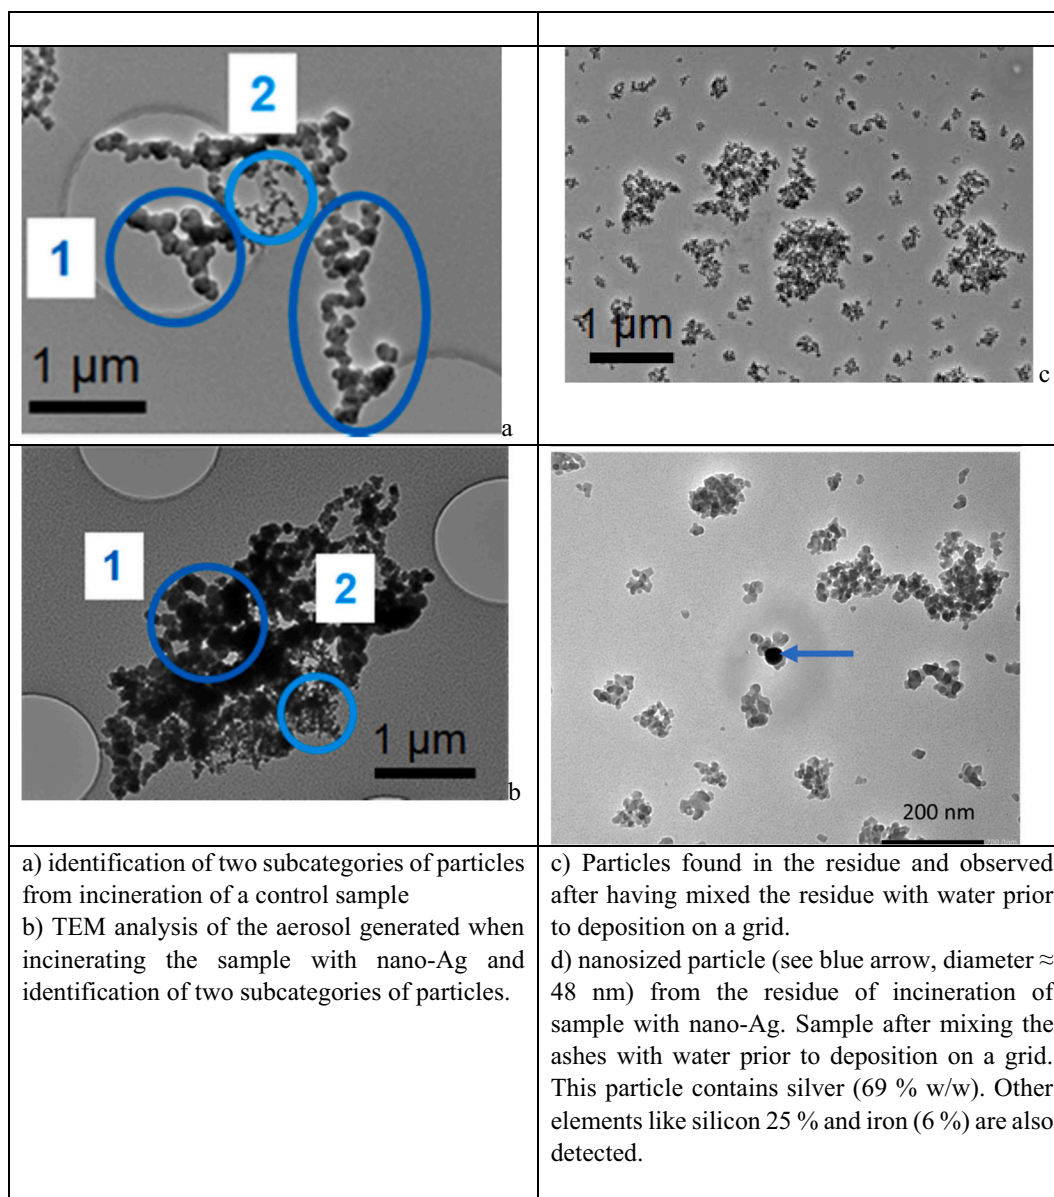 2
1
1 µm
a
1 µm
c
1
2
1 µm
b
200 nm
a) identification of two subcategories of particles
from incineration of a control sample
b) TEM analysis of the aerosol generated when
incinerating the sample with nano-Ag and
identification of two subcategories of particles.
c) Particles found in the residue and observed
after having mixed the residue with water prior
to deposition on a grid.
d) nanosized particle (see blue arrow, diameter ≈
48 nm) from the residue of incineration of
sample with nano-Ag. Sample after mixing the
ashes with water prior to deposition on a grid.
This particle contains silver (69 % w/w). Other
elements like silicon 25 % and iron (6 %) are also
detected.